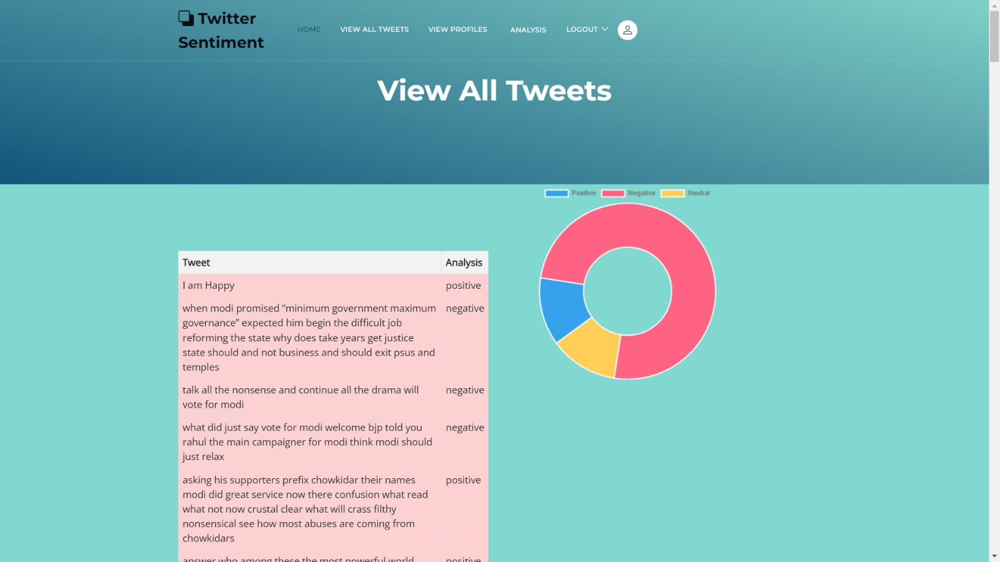 Twitter
Sentiment
HOME
VIEW ALL TWEETS
VIEW PROFILES
ANALYSIS
LOGOUT
View All Tweets
Positive
Negative
Neutral
Tweet
Analysis
I am Happy
positive
when modi promised “minimum government maximum
negative
governance” expected him begin the difficult job
reforming the state why does take years get justice
state should and not business and should exit psus and
temples
talk all the nonsense and continue all the drama will
negative
vote for modi
what did just say vote for modi welcome bjp told you
negative
rahul the main campaigner for modi think modi should
just relax
asking his supporters prefix chowkidar their names
positive
modi did great service now there confusion what read
what not now crustal clear what will crass filthy
nonsensical see how most abuses are coming from
chowkidars
answer who among these the most powerful world
positive